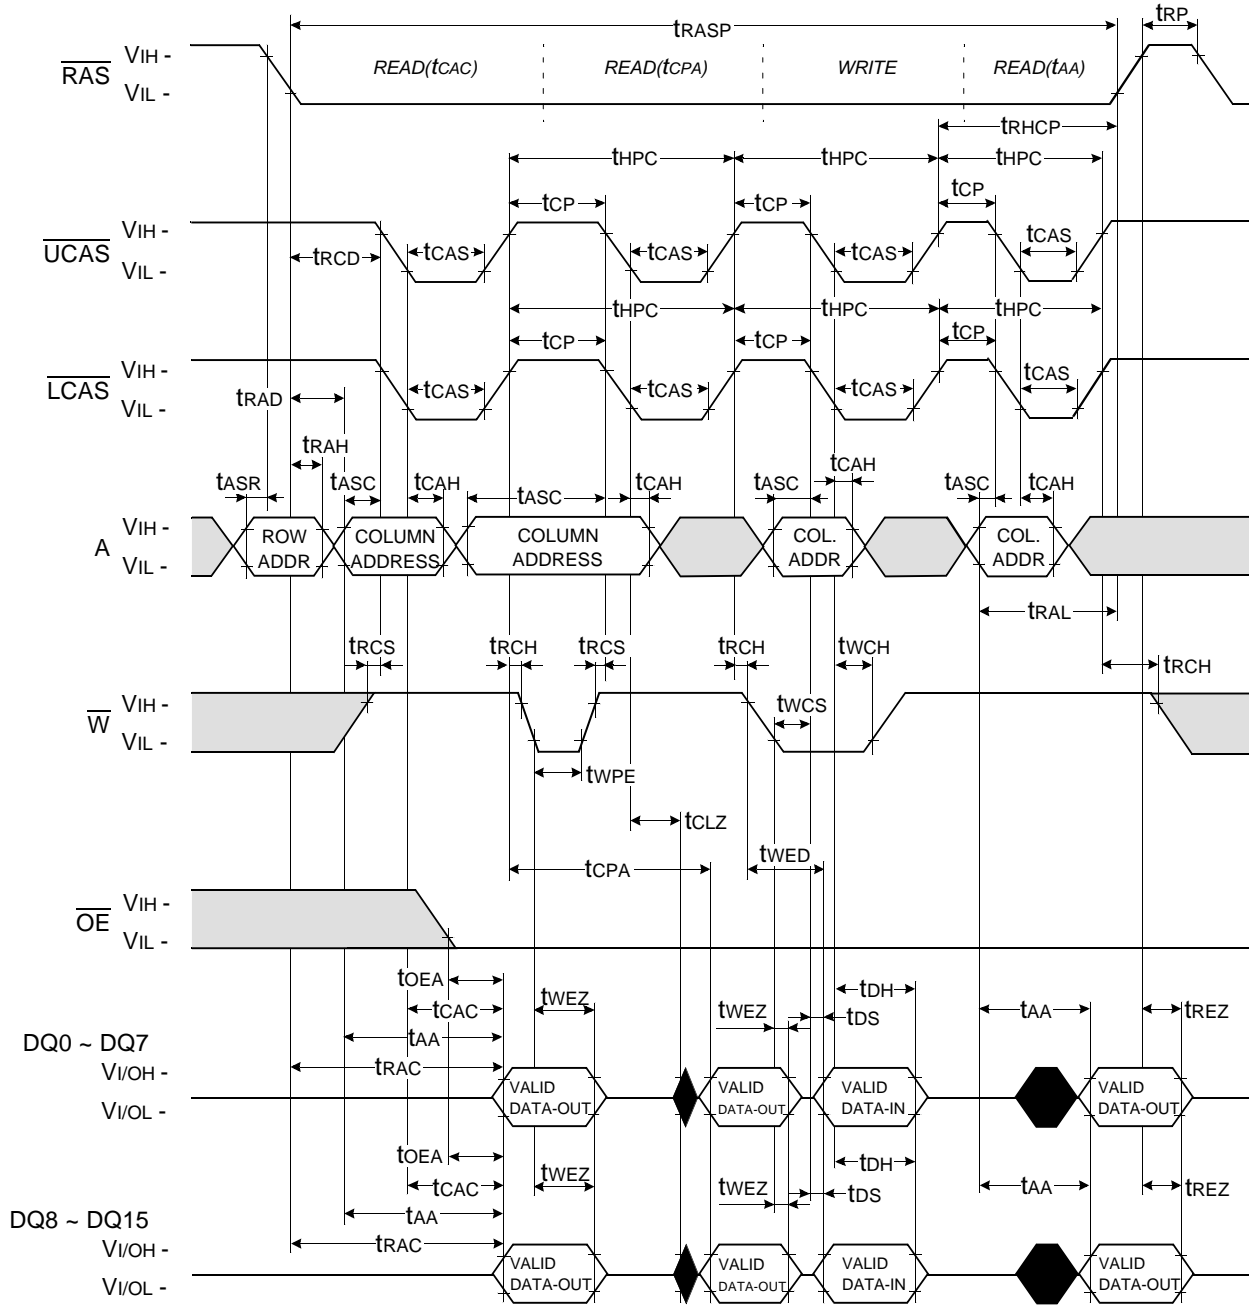 tRASP
tRP
VIH -
RAS
VIL -
READ(tCAC)
READ(tCPA)
WRITE
READ(tAA)
tRHCP
tHPC
tHPC
tHPC
tCP
tCP
tCP
VIH -
UCAS
VIL -
tRCD
tCAS
tCAS
tCAS
tCAS
tHPC
tHPC
tHPC
tCP
tCP
tCP
VIH -
LCAS
VIL -
tCAS
tCAS
tCAS
tCAS
tRAD
tRAH
tASR
tASC
tCAH
tASC
tCAH
tASC
tCAH
tASC
tCAH
VIH -
A
VIL -
ROW
ADDR
COLUMN
ADDRESS
COLUMN
ADDRESS
COL.
ADDR
COL.
ADDR
tRAL
tRCS
tRCH
tRCS
tRCH
tWCH
tRCH
VIH -
W
VIL -
tWCS
tWPE
tCLZ
tCPA
tWED
VIH -
OE
VIL -
tOEA
tCAC
tAA
tRAC
tWEZ
tWEZ
tDH
tDS
tAA
tREZ
DQ0 ~ DQ7
VI/OH -
VI/OL -
VALID
DATA-OUT
VALID
DATA-OUT
VALID
DATA-IN
VALID
DATA-OUT
tOEA
tCAC
tAA
tRAC
tWEZ
tWEZ
tDH
tDS
tAA
tREZ
DQ8 ~ DQ15
VI/OH -
VI/OL -
VALID
DATA-OUT
VALID
DATA-OUT
VALID
DATA-IN
VALID
DATA-OUT